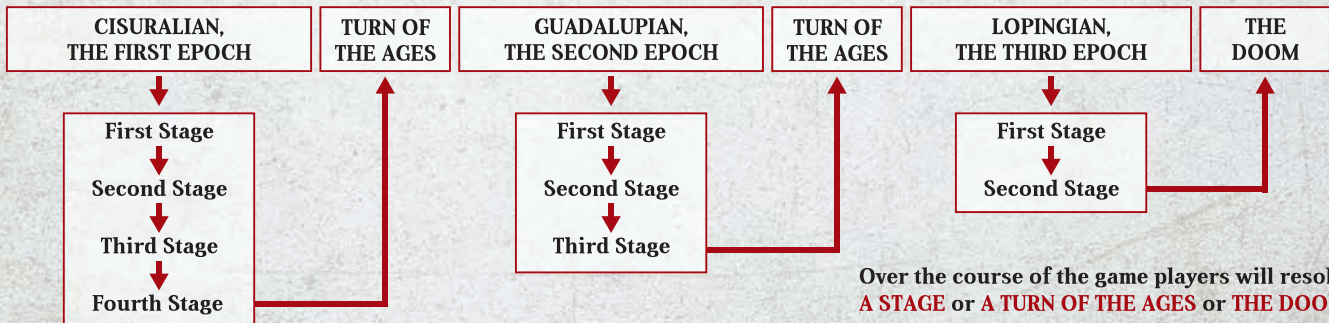 CISURALIAN,
THE FIRST EPOCH
TURN OF
THE AGES
GUADALUPIAN,
THE SECOND EPOCH
TURN OF
THE AGES
LOPINGIAN,
THE THIRD EPOCH
THE
DOOM
First Stage
Second Stage
Third Stage
Fourth Stage
First Stage
Second Stage
Third Stage
First Stage
Second Stage
Over the course of the game players will
A STAGE or A TURN OF THE AGES or THE